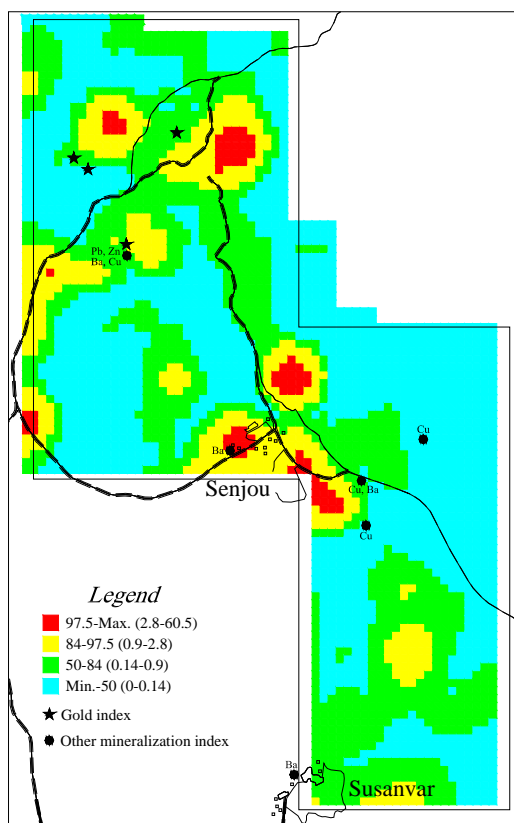 Pb, Zn
Ba, Cu
Cu
Ba
Senjou
Cu, Ba
Cu
Legend
97.5-Max. (2.8-60.5)
84-97.5 (0.9-2.8)
50-84 (0.14-0.9)
Min.-50 (0-0.14)
Gold index
Other mineralization index
Ba
Susanvar